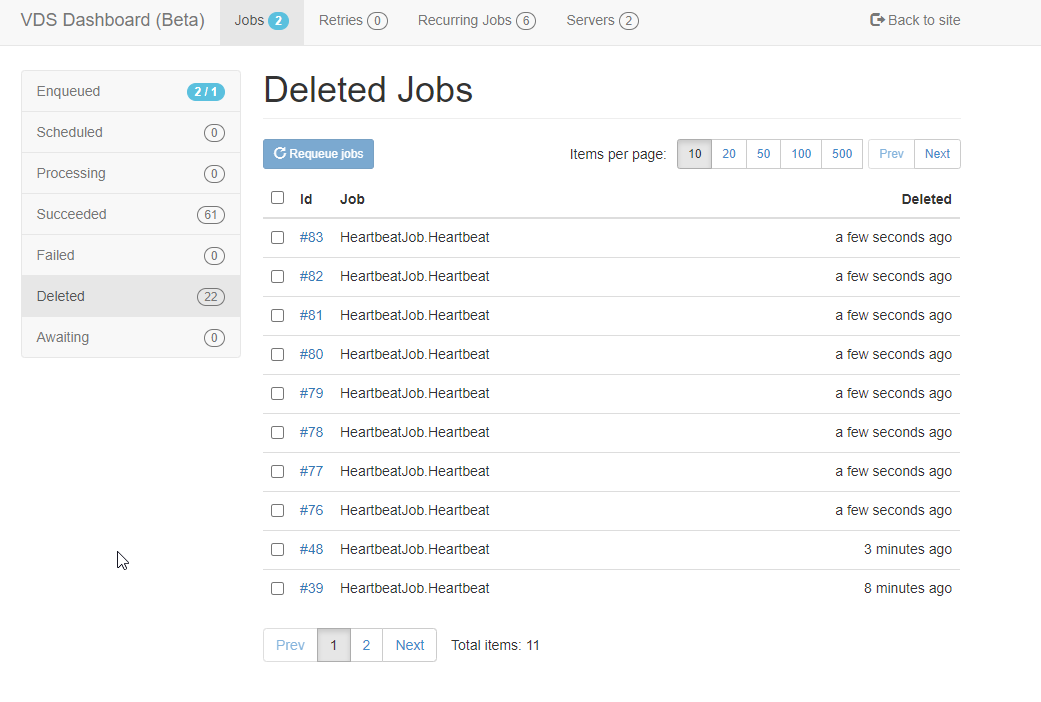 VDS Dashboard (Beta) Jobs 2 Retries 0 Recurring Jobs 6 Servers 2 Back to site
Enqueued 2 / 1
Scheduled 0
Processing 0
Succeeded 61
Failed 0
Deleted 22
Awaiting 0
Deleted Jobs
Requeue jobs Items per page: 10 20 50 100 500 Prev Next
Id Job Deleted
#83 HeartbeatJob.Heartbeat a few seconds ago
#82 HeartbeatJob.Heartbeat a few seconds ago
#81 HeartbeatJob.Heartbeat a few seconds ago
#80 HeartbeatJob.Heartbeat a few seconds ago
#79 HeartbeatJob.Heartbeat a few seconds ago
#78 HeartbeatJob.Heartbeat a few seconds ago
#77 HeartbeatJob.Heartbeat a few seconds ago
#76 HeartbeatJob.Heartbeat a few seconds ago
#48 HeartbeatJob.Heartbeat 3 minutes ago
#39 HeartbeatJob.Heartbeat 8 minutes ago
Prev 1 2 Next Total items: 11